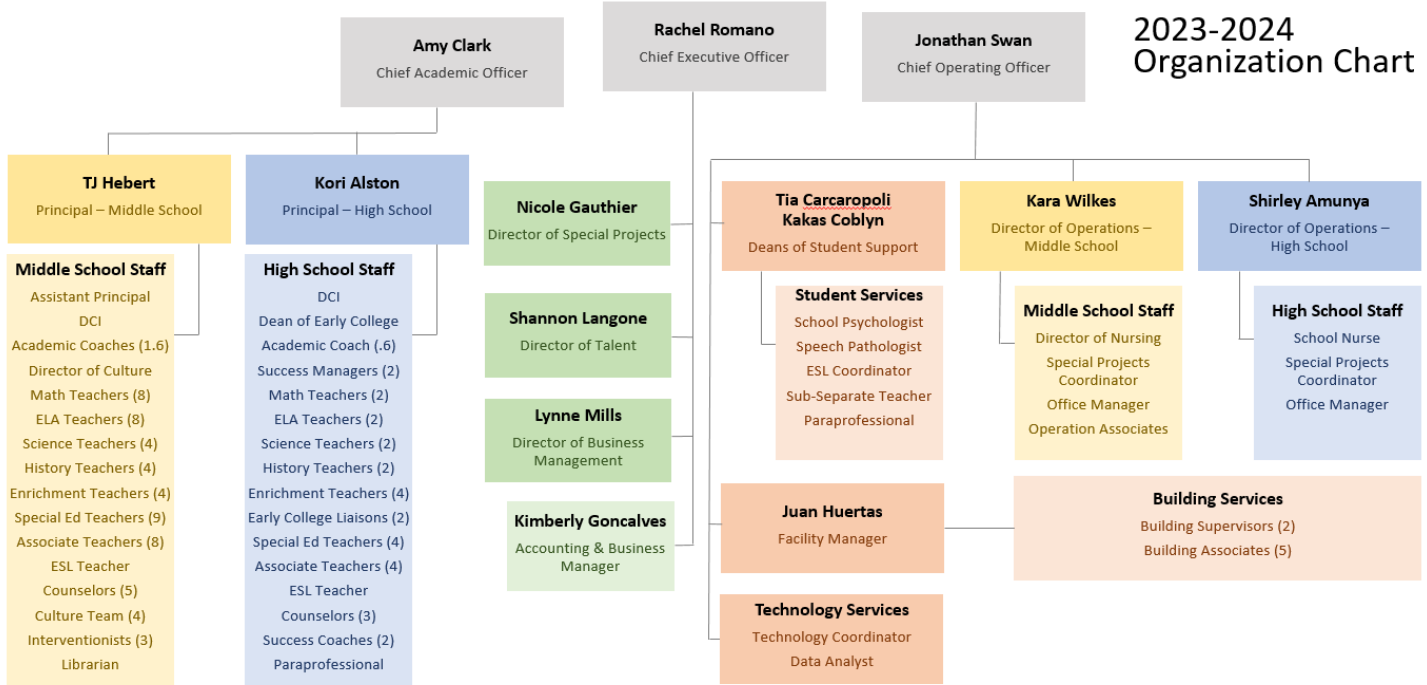 2023-2024
Organization Chart
Amy Clark
Chief Academic Officer
Rachel Romano
Chief Executive Officer
Jonathan Swan
Chief Operating Officer
TJ Hebert
Principal – Middle School
Middle School Staff
Assistant Principal
DCI
Academic Coaches (1.6)
Director of Culture
Math Teachers (8)
ELA Teachers (8)
Science Teachers (4)
History Teachers (4)
Enrichment Teachers (4)
Special Ed Teachers (9)
Associate Teachers (8)
ESL Teacher
Counselors (5)
Culture Team (4)
Interventionists (3)
Librarian
Kori Alston
Principal – High School
High School Staff
DCI
Dean of Early College
Academic Coach (.6)
Success Managers (2)
Math Teachers (2)
ELA Teachers (2)
Science Teachers (2)
History Teachers (2)
Enrichment Teachers (4)
Early College Liaisons (2)
Special Ed Teachers (4)
Associate Teachers (4)
ESL Teacher
Counselors (3)
Success Coaches (2)
Paraprofessional
Nicole Gauthier
Director of Special Projects
Shannon Langone
Director of Talent
Lynne Mills
Director of Business
Management
Kimberly Goncalves
Accounting & Business
Manager
Tia Carcaropoli
Kakas Coblyn
Deans of Student Support
Student Services
School Psychologist
Speech Pathologist
ESL Coordinator
Sub-Separate Teacher
Paraprofessional
Kara Wilkes
Director of Operations –
Middle School
Middle School Staff
Director of Nursing
Special Projects
Coordinator
Office Manager
Operation Associates
Shirley Amunya
Director of Operations –
High School
High School Staff
School Nurse
Special Projects
Coordinator
Office Manager
Juan Huertas
Facility Manager
Building Services
Building Supervisors (2)
Building Associates (5)
Technology Services
Technology Coordinator
Data Analyst